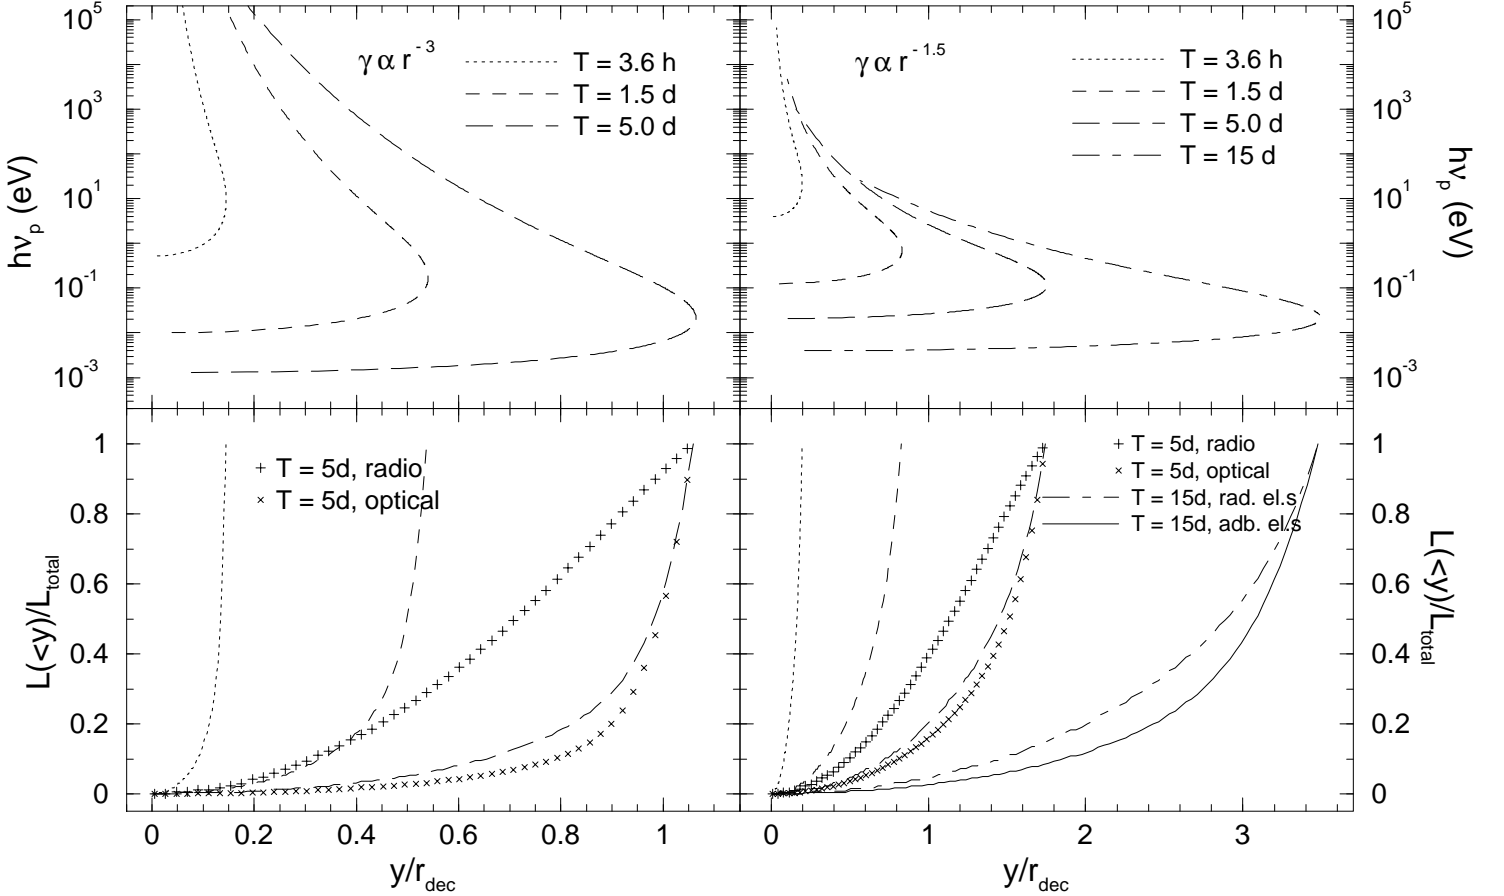 10^5
10^3
10^1
10^-1
10^-3
hν_p (eV)
γ α r^-3
T = 3.6 h
T = 1.5 d
T = 5.0 d
γ α r^-1.5
T = 3.6 h
T = 1.5 d
T = 5.0 d
T = 15 d
10^5
10^3
10^1
10^-1
10^-3
hν_p (eV)
1
0.8
0.6
0.4
0.2
0
L(<y)/L_total
T = 5d, radio
T = 5d, optical
0 0.2 0.4 0.6 0.8 1
y/r_dec
T = 5d, radio
T = 5d, optical
T = 15d, rad. el.s
T = 15d, adb. el.s
1
0.8
0.6
0.4
0.2
0
L(<y)/L_total
0 1 2 3
y/r_dec